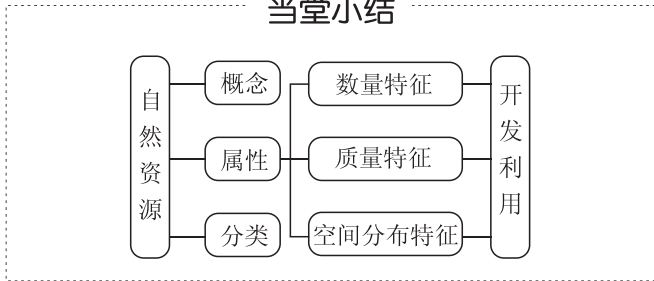 当堂小结
自然资源
概念
属性
分类
数量特征
质量特征
空间分布特征
开发利用